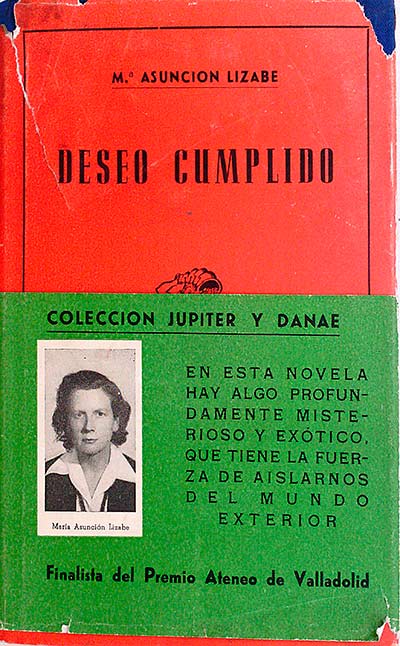 M.ª ASUNCION LIZABE
DESEO CUMPLIDO
COLECCION JUPITER Y DANAE
EN ESTA NOVELA
HAY ALGO PROFUN-
DAMENTE MISTE-
RIOSO Y EXÓTICO,
QUE TIENE LA FUER-
ZA DE AISLARNOS
DEL MUNDO
EXTERIOR
María Asunción Lizabe
Finalista del Premio Ateneo de Valladolid